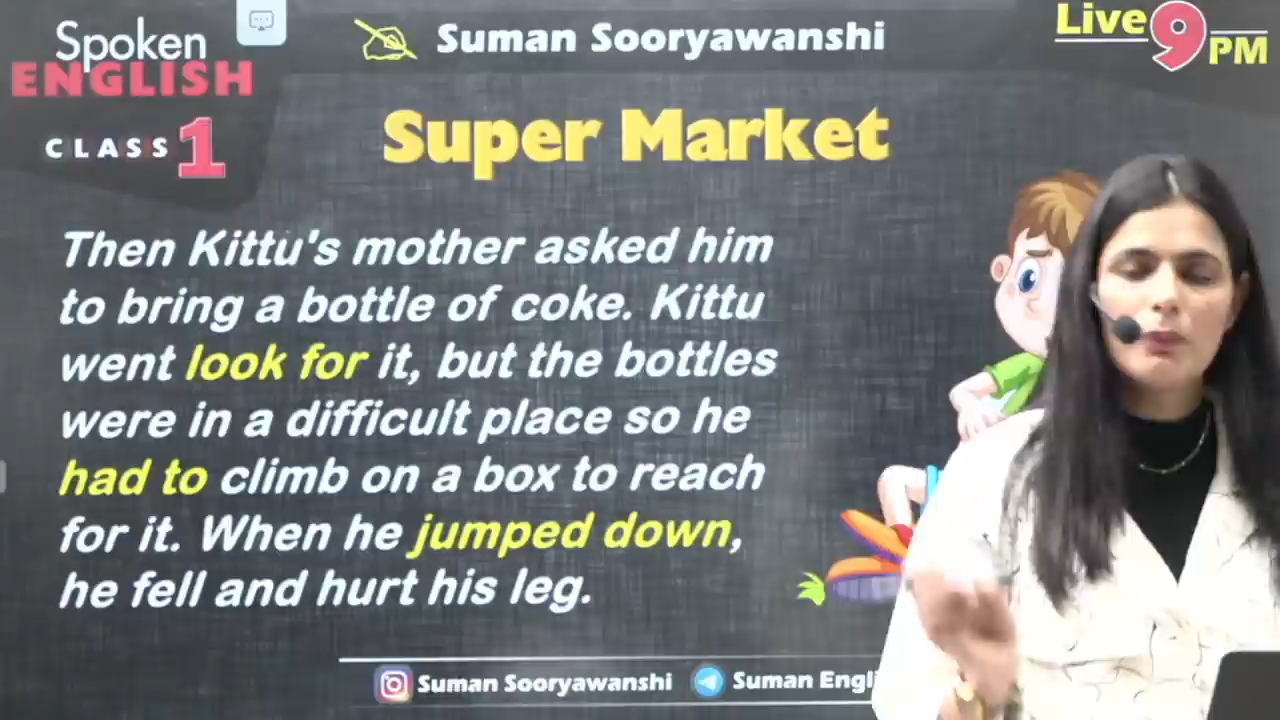 Spoken
ENGLISH
CLASS 1
Suman Sooryawanshi
Live 9 PM
Super Market
Then Kittu's mother asked him
to bring a bottle of coke. Kittu
went look for it, but the bottles
were in a difficult place so he
had to climb on a box to reach
for it. When he jumped down,
he fell and hurt his leg.
Suman Sooryawanshi
Suman